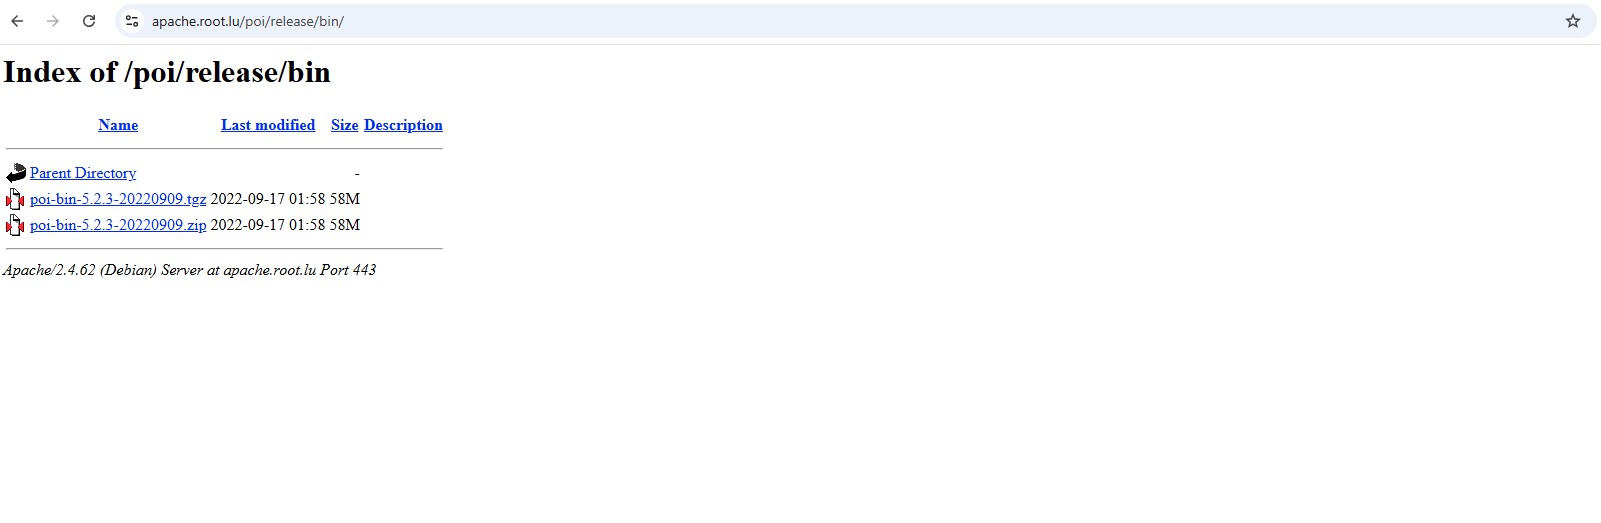 apache.root.lu/poi/release/bin/
Index of /poi/release/bin
Name Last modified Size Description
Parent Directory -
poi-bin-5.2.3-20220909.tgz 2022-09-17 01:58 58M
poi-bin-5.2.3-20220909.zip 2022-09-17 01:58 58M
Apache/2.4.62 (Debian) Server at apache.root.lu Port 443